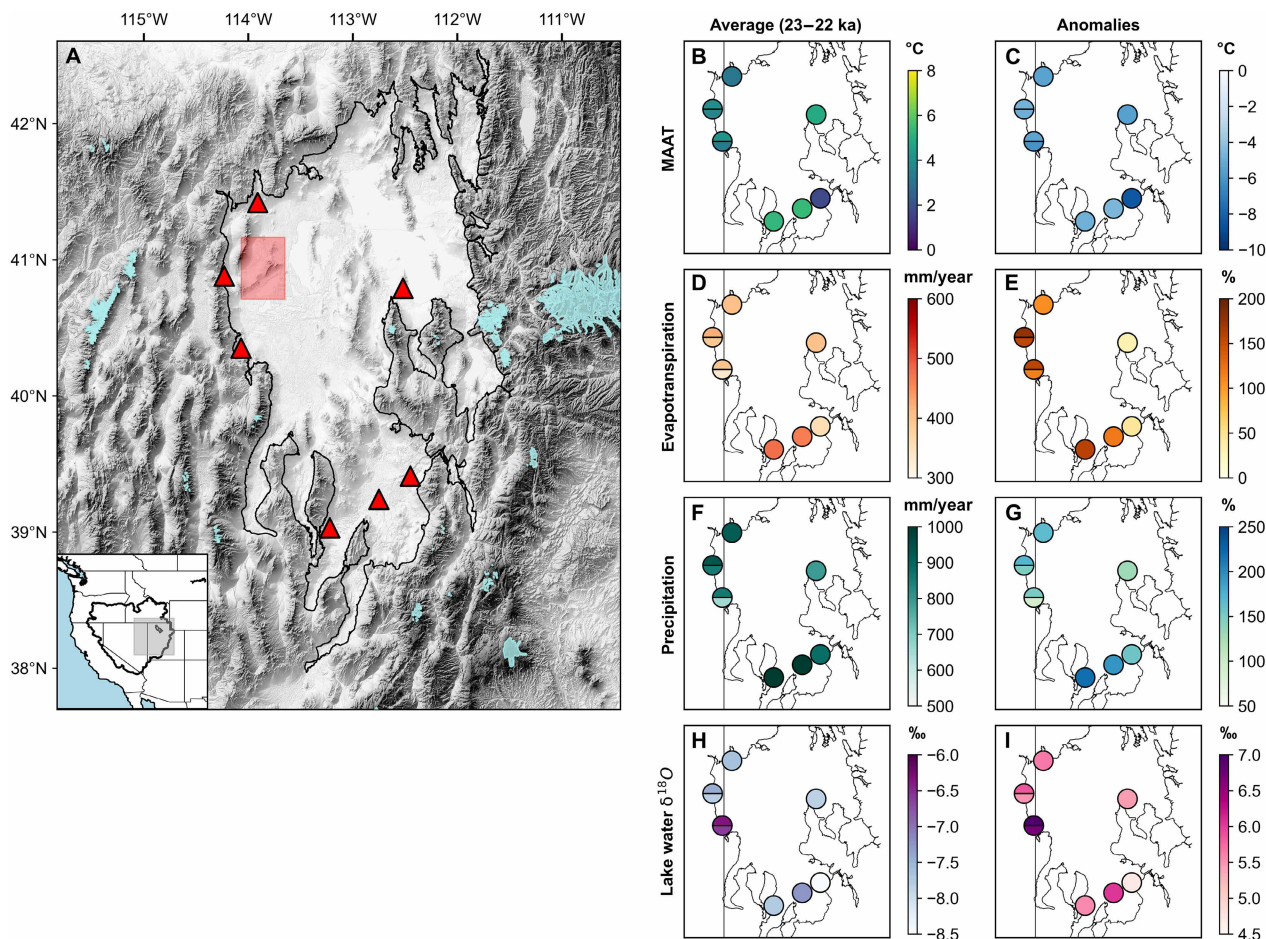 115°W 114°W 113°W 112°W 111°W
Average (23–22 ka)
Anomalies
A
42°N
41°N
40°N
39°N
38°N
MAAT
B
°C
8
6
4
2
0
C
°C
0
−2
−4
−6
−8
−10
Evapotranspiration
D
mm/year
600
500
400
300
E
%
200
150
100
50
0
Precipitation
F
mm/year
1000
900
800
700
600
500
G
%
250
200
150
100
50
Lake water δ¹⁸O
H
‰
−6.0
−6.5
−7.0
−7.5
−8.0
−8.5
I
‰
7.0
6.5
6.0
5.5
5.0
4.5